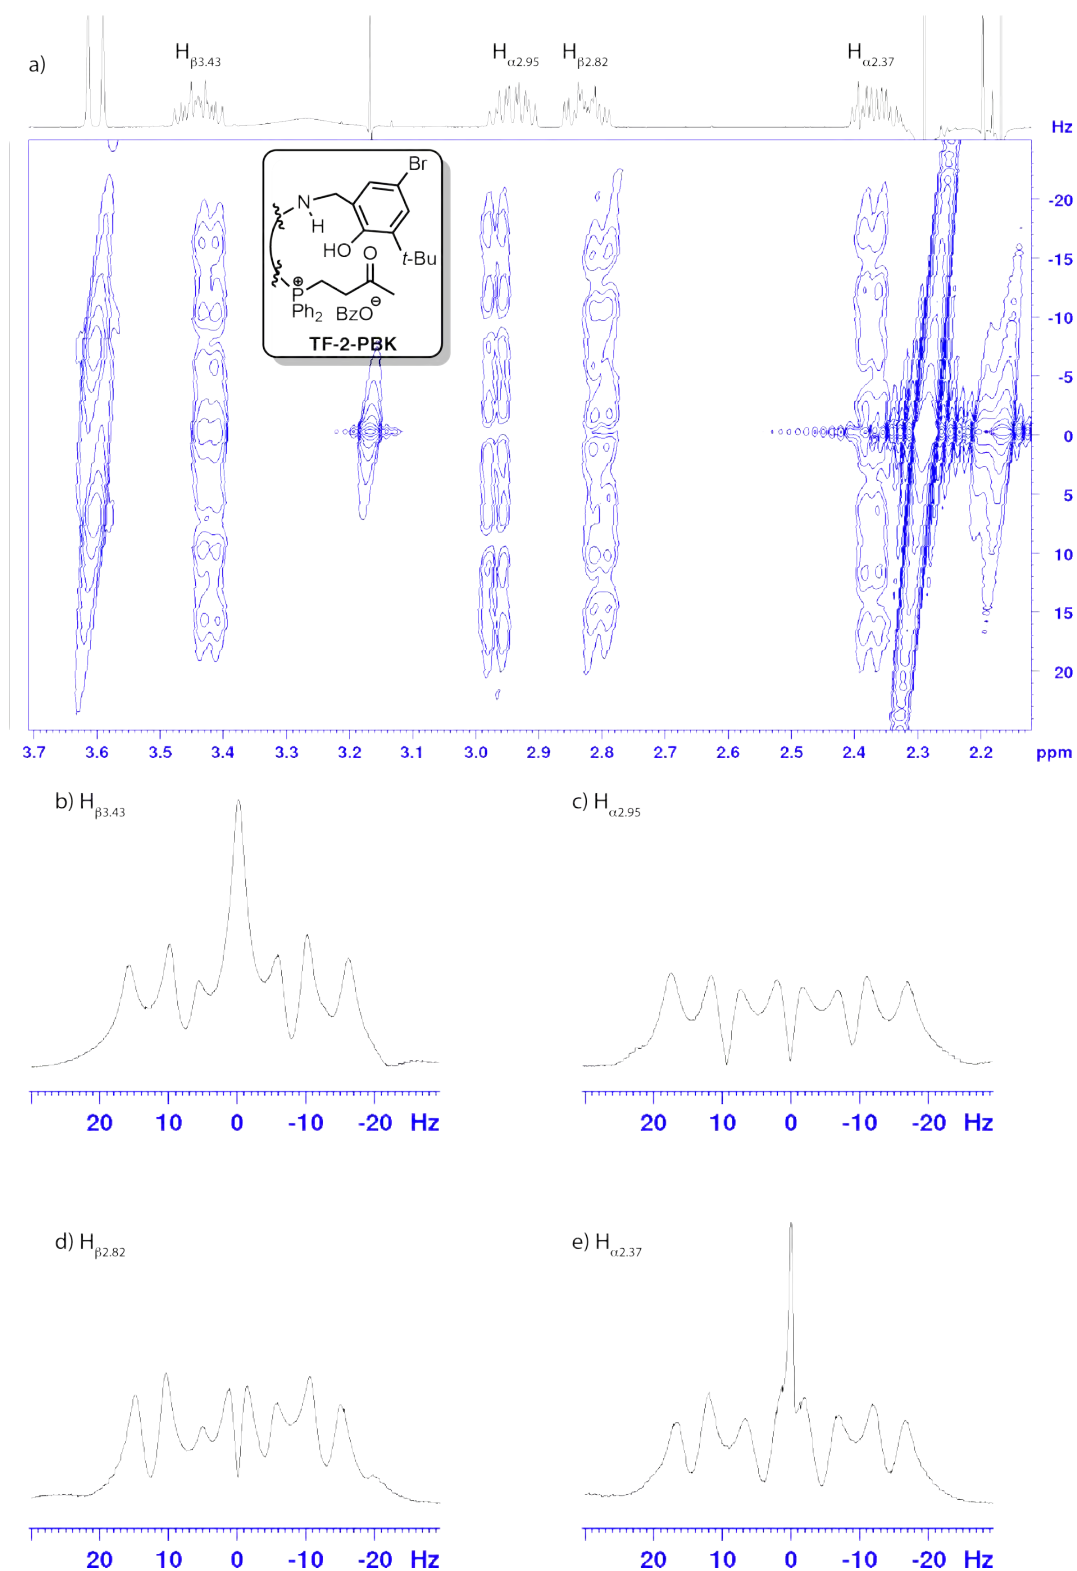 a)
Hβ3.43
Hα2.95
Hβ2.82
Hα2.37
Hz
Br
N
H
HO
O
t-Bu
P⊕
Ph2
BzO⊖
TF-2-PBK
-20
-15
-10
-5
0
5
10
15
20
3.7 3.6 3.5 3.4 3.3 3.2 3.1 3.0 2.9 2.8 2.7 2.6 2.5 2.4 2.3 2.2 ppm
b) Hβ3.43
c) Hα2.95
20 10 0 -10 -20 Hz
20 10 0 -10 -20 Hz
d) Hβ2.82
e) Hα2.37
20 10 0 -10 -20 Hz
20 10 0 -10 -20 Hz